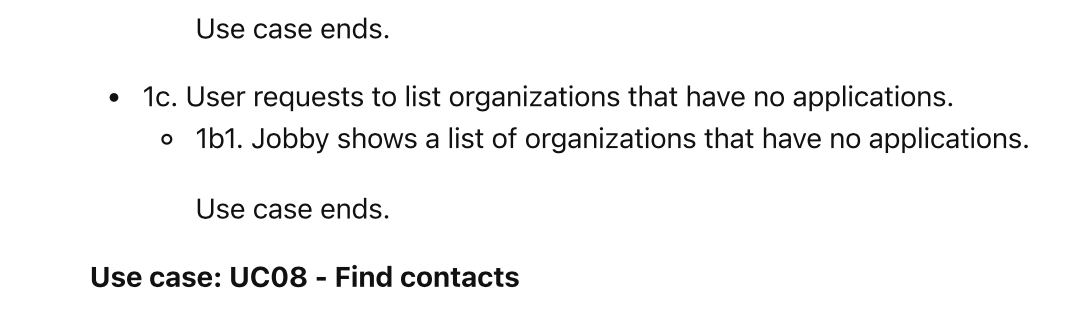 Use case ends.
• 1c. User requests to list organizations that have no applications.
◦ 1b1. Jobby shows a list of organizations that have no applications.
Use case ends.
Use case: UC08 - Find contacts